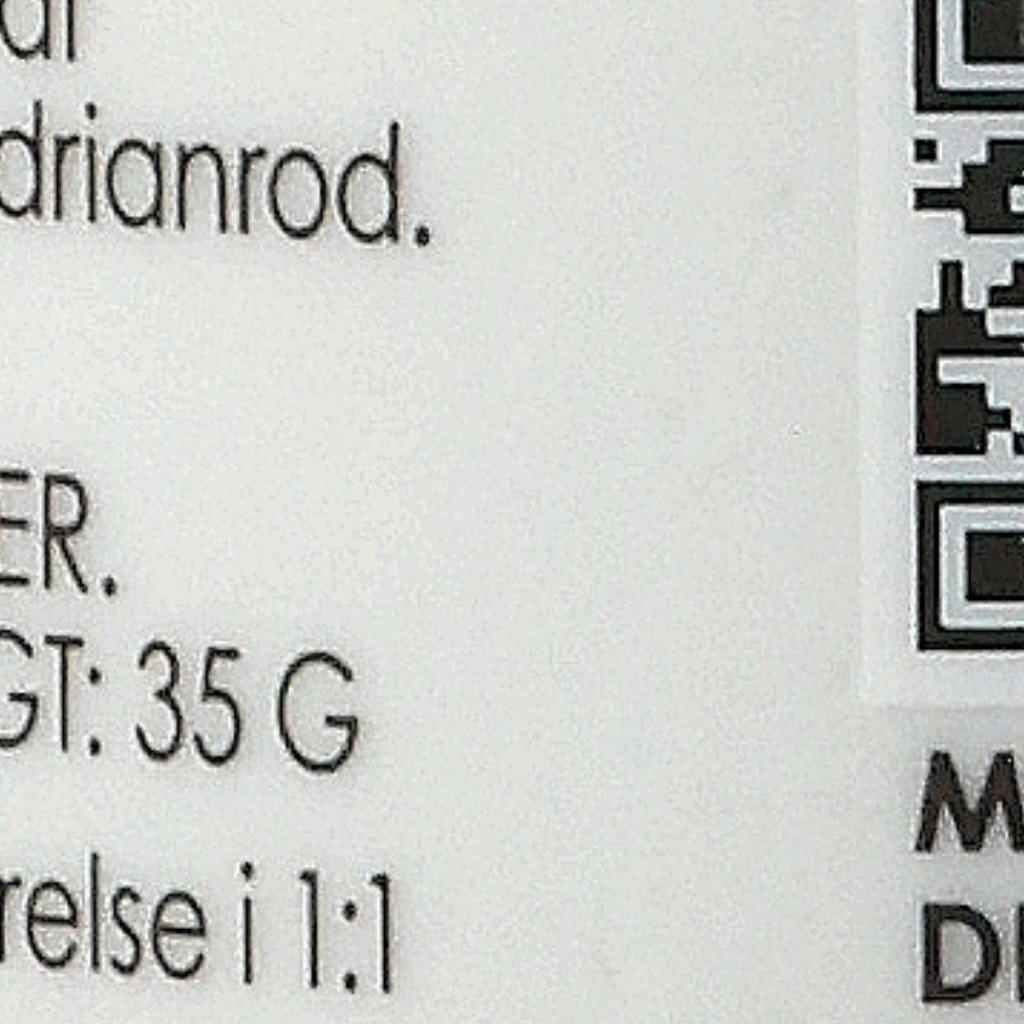 drianrod.
ER.
GT: 35 G
relse i 1:1
M
D